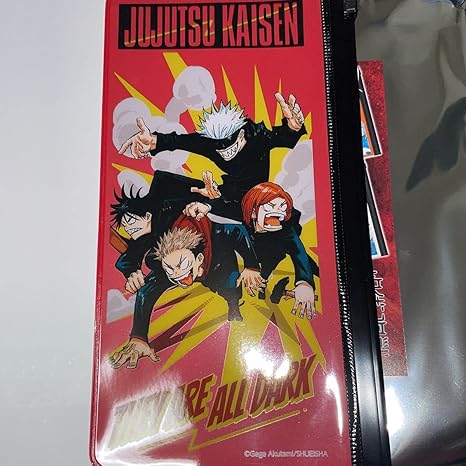 JUJUTSU KAISEN
THEY ARE ALL DARK
©Gege Akutami/SHUEISHA